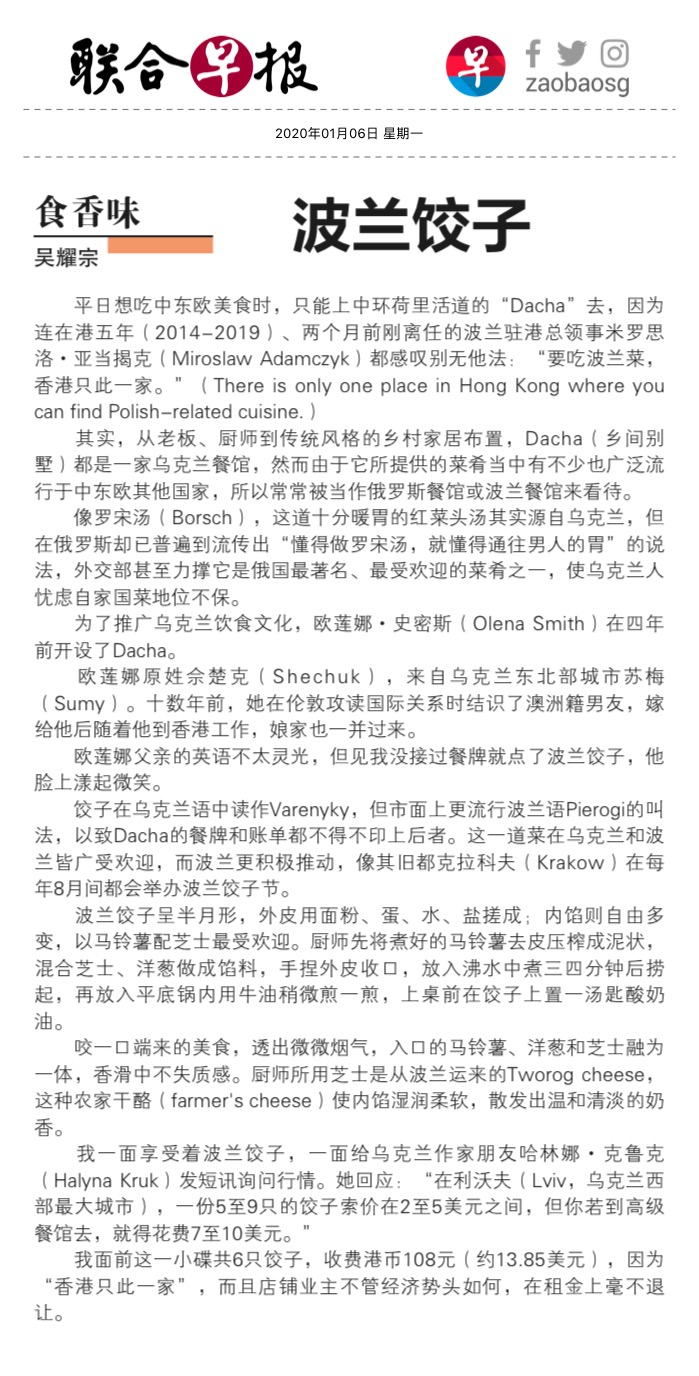 联合早报
早
zaobaosg
2020年01月06日 星期一
食香味
吴耀宗
波兰饺子
平日想吃中东欧美食时，只能上中环荷里活道的“Dacha”去，因为
连在港五年（2014–2019）、两个月前刚离任的波兰驻港总领事米罗思
洛·亚当揭克（Miroslaw Adamczyk）都感叹别无他法：“要吃波兰菜，
香港只此一家。”（There is only one place in Hong Kong where you
can find Polish–related cuisine.）
其实，从老板、厨师到传统风格的乡村家居布置，Dacha（乡间别
墅）都是一家乌克兰餐馆，然而由于它所提供的菜肴当中有不少也广泛流
行于中东欧其他国家，所以常常被当作俄罗斯餐馆或波兰餐馆来看待。
像罗宋汤（Borsch），这道十分暖胃的红菜头汤其实源自乌克兰，但
在俄罗斯却已普遍到流传出“懂得做罗宋汤，就懂得通往男人的胃”的说
法，外交部甚至力撑它是俄国最著名、最受欢迎的菜肴之一，使乌克兰人
忧虑自家国菜地位不保。
为了推广乌克兰饮食文化，欧莲娜·史密斯（Olena Smith）在四年
前开设了Dacha。
欧莲娜原姓佘楚克（Shechuk），来自乌克兰东北部城市苏梅
（Sumy）。十数年前，她在伦敦攻读国际关系时结识了澳洲籍男友，嫁
给他后随着他到香港工作，娘家也一并过来。
欧莲娜父亲的英语不太灵光，但见我没接过餐牌就点了波兰饺子，他
脸上漾起微笑。
饺子在乌克兰语中读作Varenyky，但市面上更流行波兰语Pierogi的叫
法，以致Dacha的餐牌和账单都不得不印上后者。这一道菜在乌克兰和波
兰皆广受欢迎，而波兰更积极推动，像其旧都克拉科夫（Krakow）在每
年8月间都会举办波兰饺子节。
波兰饺子呈半月形，外皮用面粉、蛋、水、盐搓成；内馅则自由多
变，以马铃薯配芝士最受欢迎。厨师先将煮好的马铃薯去皮压榨成泥状，
混合芝士、洋葱做成馅料，手捏外皮收口，放入沸水中煮三四分钟后捞
起，再放入平底锅内用牛油稍微煎一煎，上桌前在饺子上置一汤匙酸奶
油。
咬一口端来的美食，透出微微烟气，入口的马铃薯、洋葱和芝士融为
一体，香滑中不失质感。厨师所用芝士是从波兰运来的Tworog cheese，
这种农家干酪（farmer's cheese）使内馅湿润柔软，散发出温和清淡的奶
香。
我一面享受着波兰饺子，一面给乌克兰作家朋友哈林娜·克鲁克
（Halyna Kruk）发短讯询问行情。她回应：“在利沃夫（Lviv，乌克兰西
部最大城市），一份5至9只的饺子索价在2至5美元之间，但你若到高级
餐馆去，就得花费7至10美元。”
我面前这一小碟共6只饺子，收费港币108元（约13.85美元），因为
“香港只此一家”，而且店铺业主不管经济势头如何，在租金上毫不退
让。